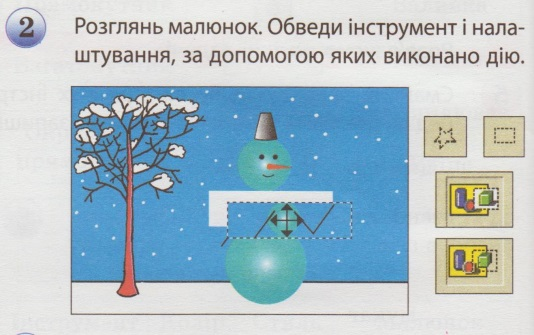 2 Розглянь малюнок. Обведи інструмент і нала-
штування, за допомогою яких виконано дію.